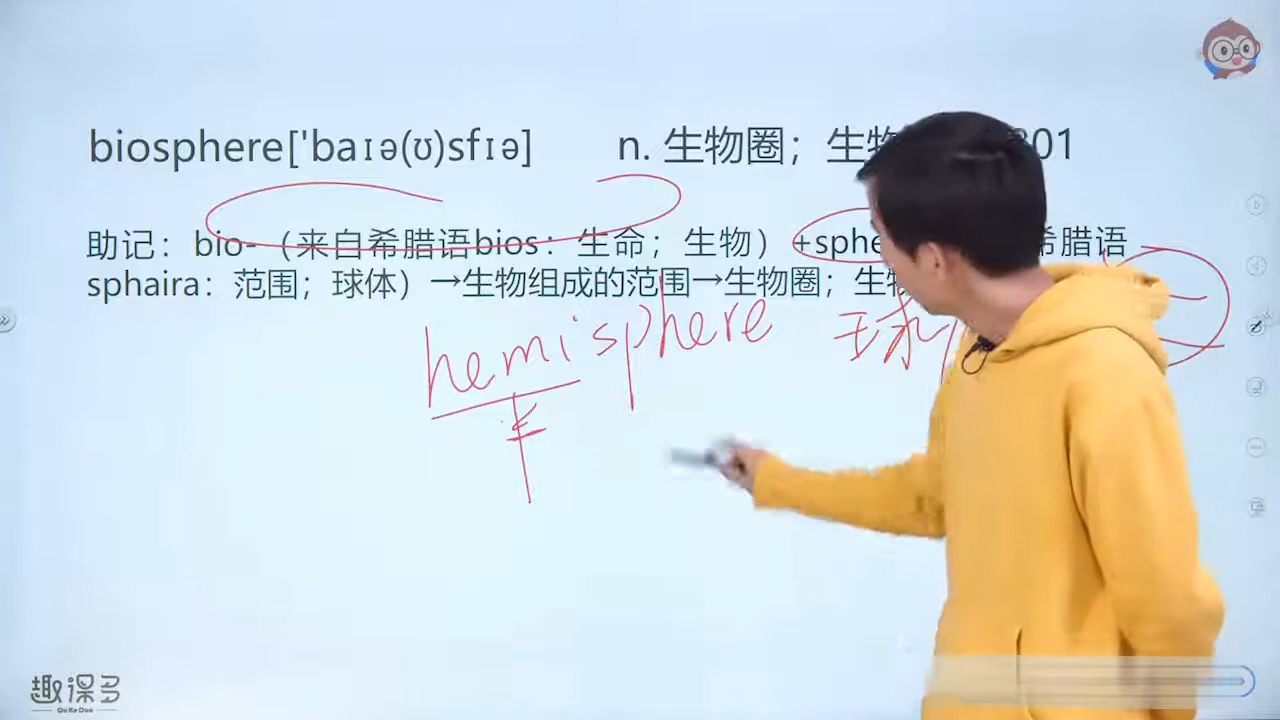 biosphere['baɪə(ʊ)sfɪə] n. 生物圈；生物 301
助记：bio-（来自希腊语bios：生命；生物）+sphe 希腊语
sphaira：范围；球体）→生物组成的范围→生物圈；生物
hemisphere 球
半
趣课多
QuKeDuo